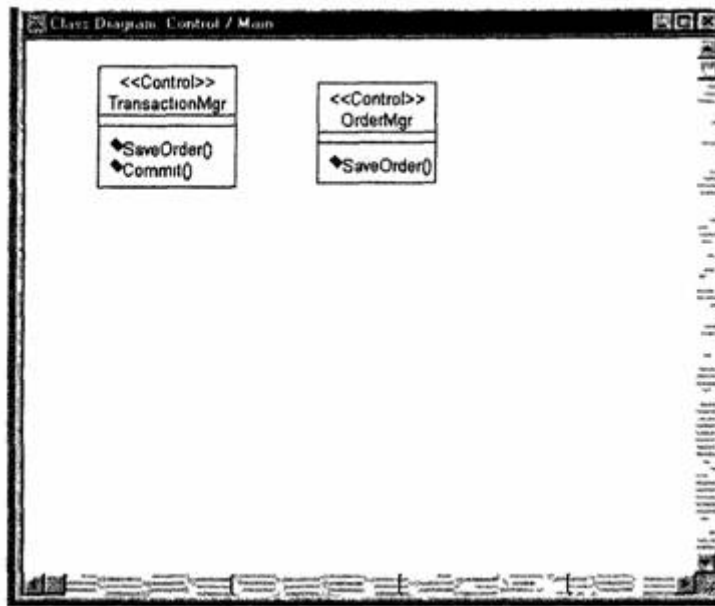 Class Diagram: Control / Main
<<Control>>
TransactionMgr
SaveOrder()
Commit()
<<Control>>
OrderMgr
SaveOrder()